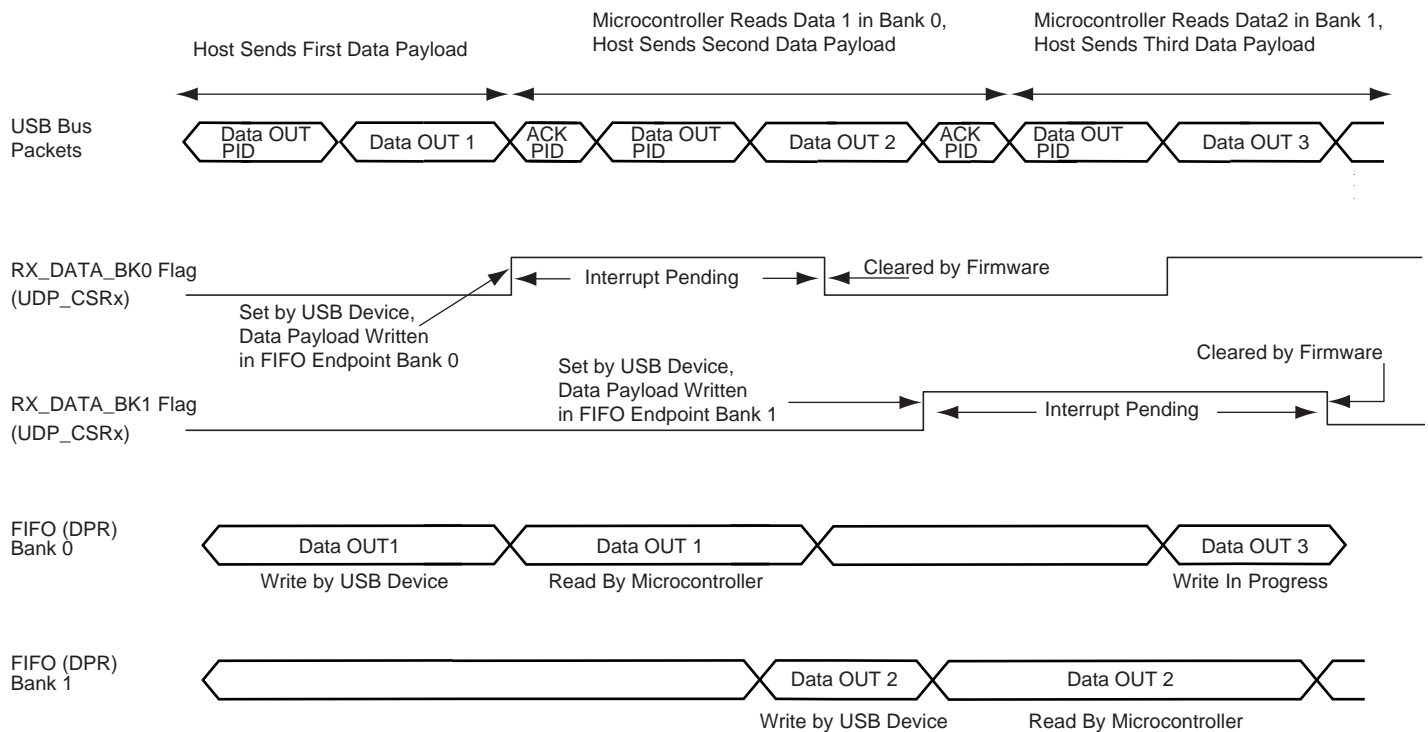 Host Sends First Data Payload
Microcontroller Reads Data 1 in Bank 0,
Host Sends Second Data Payload
Microcontroller Reads Data2 in Bank 1,
Host Sends Third Data Payload
USB Bus
Packets
Data OUT
PID
Data OUT 1
ACK
PID
Data OUT
PID
Data OUT 2
ACK
PID
Data OUT
PID
Data OUT 3
RX_DATA_BK0 Flag
(UDP_CSRx)
Interrupt Pending
Cleared by Firmware
Set by USB Device,
Data Payload Written
in FIFO Endpoint Bank 0
RX_DATA_BK1 Flag
(UDP_CSRx)
Set by USB Device,
Data Payload Written
in FIFO Endpoint Bank 1
Interrupt Pending
Cleared by Firmware
FIFO (DPR)
Bank 0
Data OUT1
Data OUT 1
Data OUT 3
Write by USB Device
Read By Microcontroller
Write In Progress
FIFO (DPR)
Bank 1
Data OUT 2
Data OUT 2
Write by USB Device
Read By Microcontroller